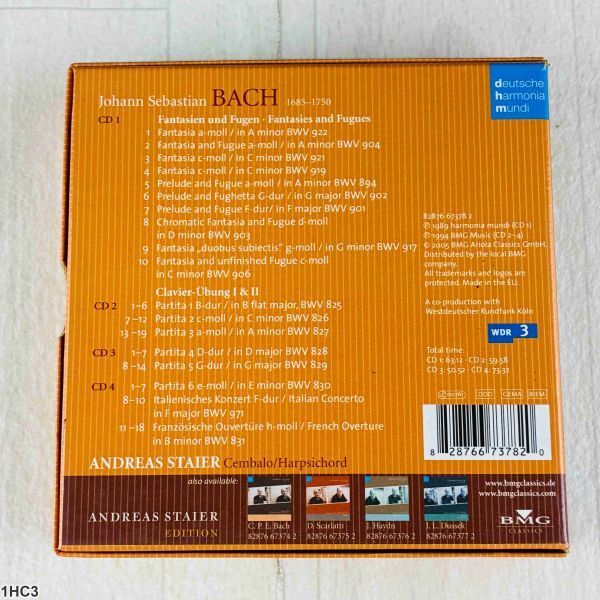 Johann Sebastian BACH 1685–1750
deutsche
harmonia
mundi
CD 1 Fantasien und Fugen · Fantasies and Fugues
1 Fantasia a-moll / in A minor BWV 922
2 Fantasia and Fugue a-moll / in A minor BWV 904
3 Fantasia c-moll / in C minor BWV 921
4 Fantasia c-moll / in C minor BWV 919
5 Prelude and Fugue a-moll / in A minor BWV 894
6 Prelude and Fughetta G-dur / in G major BWV 902
7 Prelude and Fugue F-dur/ in F major BWV 901
8 Chromatic Fantasia and Fugue d-moll
in D minor BWV 903
9 Fantasia „duobus subiectis" g-moll / in G minor BWV 917
10 Fantasia and unfinished Fugue c-moll
in C minor BWV 906
Clavier-Übung I & II
CD 2 1–6 Partita 1 B-dur / in B flat major, BWV 825
7–12 Partita 2 c-moll / in C minor BWV 826
13–19 Partita 3 a-moll / in A minor BWV 827
CD 3 1–7 Partita 4 D-dur / in D major BWV 828
8–14 Partita 5 G-dur / in G major BWV 829
CD 4 1–7 Partita 6 e-moll / in E minor BWV 830
8–10 Italienisches Konzert F-dur / Italian Concerto
in F major BWV 971
11–18 Französische Ouvertüre h-moll / French Overture
in B minor BWV 831
82876 67378 2
℗ 1989 harmonia mundi (CD 1)
℗ 1994 BMG Music (CD 2-4)
© 2005 BMG Ariola Classics GmbH.
Distributed by the local BMG
company.
All trademarks and logos are
protected. Made in the EU.
A co-production with
Westdeutscher Rundfunk Köln
WDR 3
Total time:
CD 1: 63.12 · CD 2: 59.58
CD 3: 50.52 · CD 4: 73.32
LC 00761 DDD GEMA BIEM
8 28766 73782 0
ANDREAS STAIER Cembalo/Harpsichord
also available:
ANDREAS STAIER
EDITION
C. P. E. Bach
82876 67374 2
D. Scarlatti
82876 67375 2
J. Haydn
82876 67376 2
J. L. Dussek
82876 67377 2
www.bmgclassics.de
www.bmgclassics.com
BMG
CLASSICS
1HC3